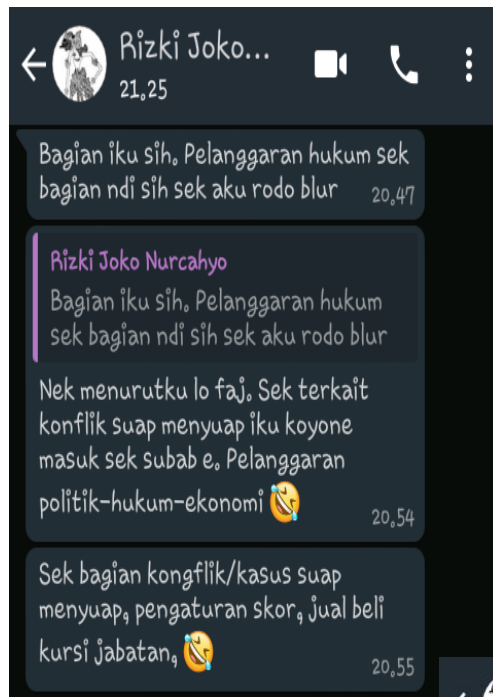 Rizki Joko...
21.25
Bagian iku sih. Pelanggaran hukum sek
bagian ndi sih sek aku rodo blur 20.47
Rizki Joko Nurcahyo
Bagian iku sih. Pelanggaran hukum
sek bagian ndi sih sek aku rodo blur
Nek menurutku lo faj. Sek terkait
konflik suap menyuap iku koyone
masuk sek subab e. Pelanggaran
politik-hukum-ekonomi 🤣
20.54
Sek bagian kongflik/kasus suap
menyuap, pengaturan skor, jual beli
kursi jabatan, 🤣
20.55